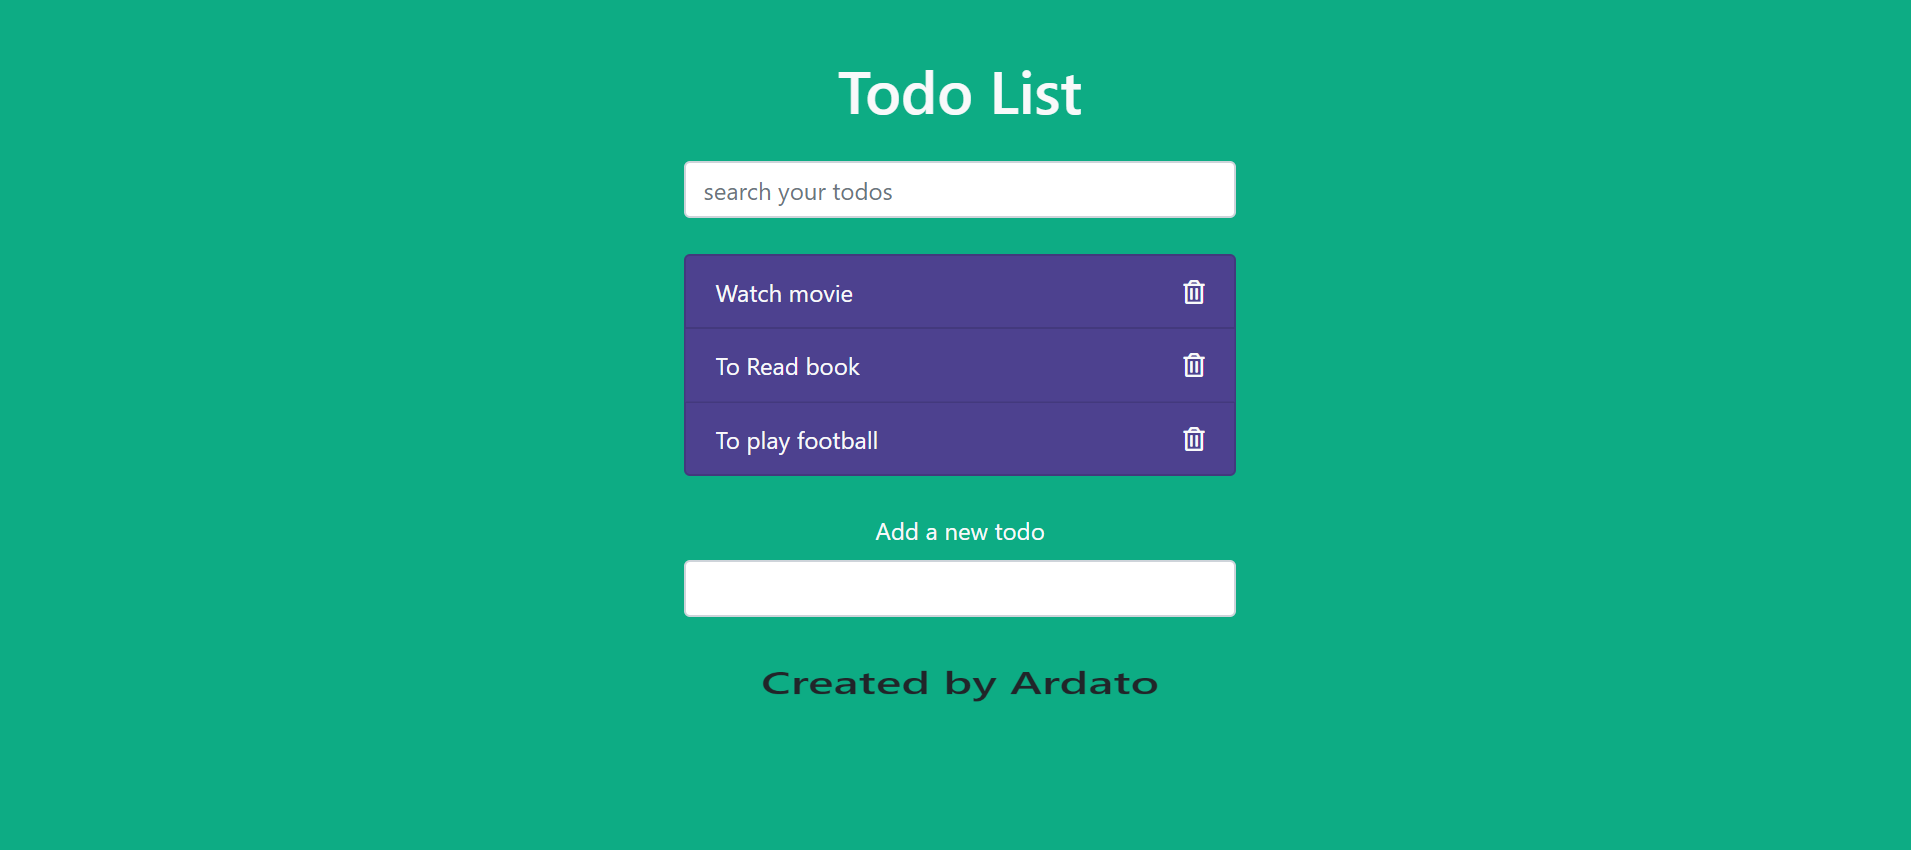 Todo List
search your todos
Watch movie
To Read book
To play football
Add a new todo
Created by Ardato